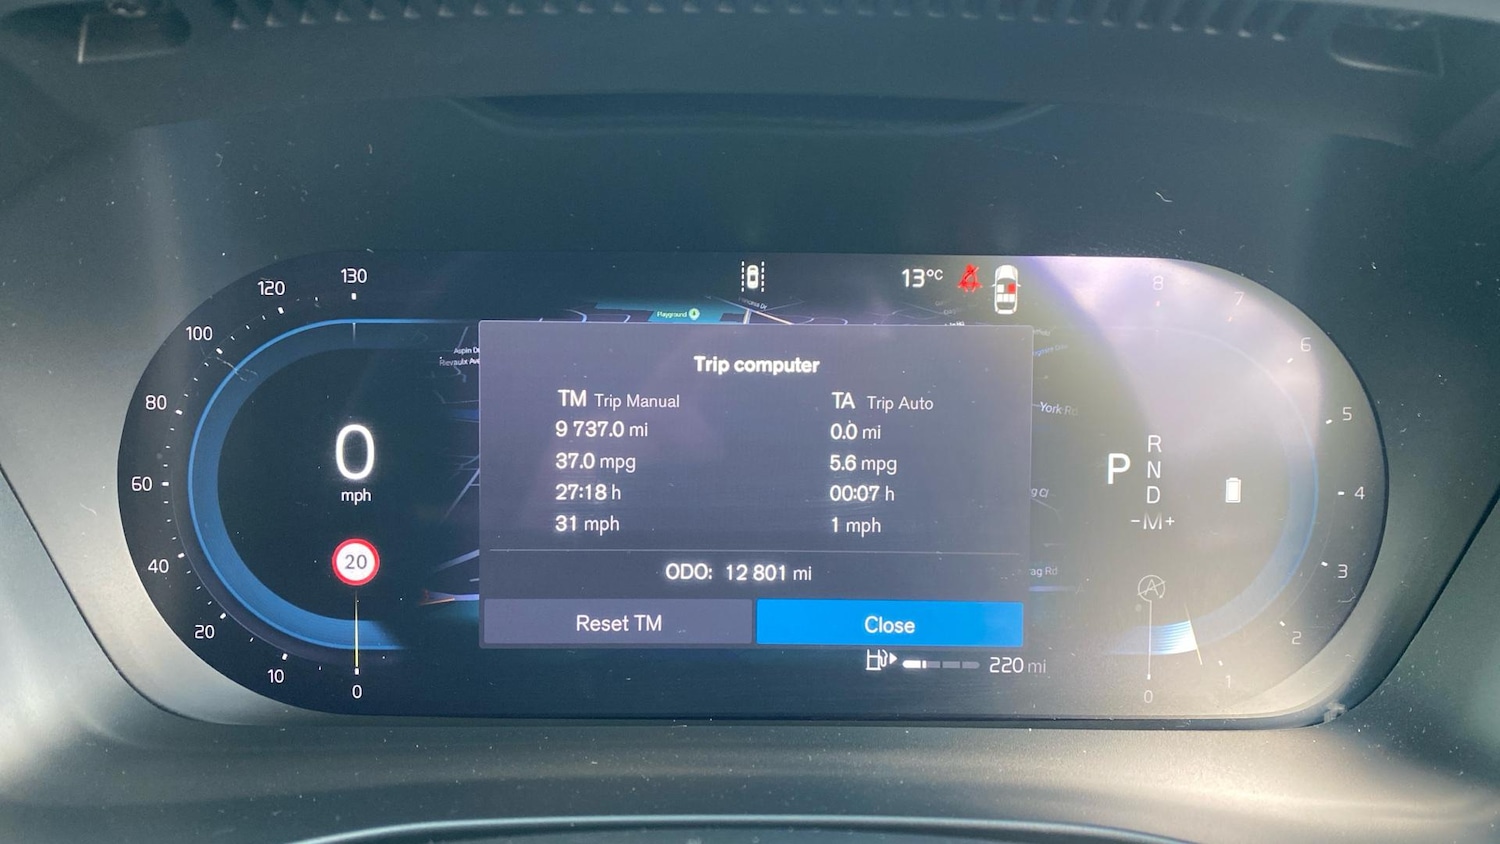 130
120
100
80
60
40
20
10
0
0
mph
20
13°C
Playground
Aspin Dr
Trip computer
TM Trip Manual
9 737.0 mi
37.0 mpg
27:18 h
31 mph
TA Trip Auto
0.0 mi
5.6 mpg
00:07 h
1 mph
ODO: 12 801 mi
Reset TM
Close
220 mi
York Rd
P
R
N
D
-M+
A
8
7
6
5
4
3
2
1
0